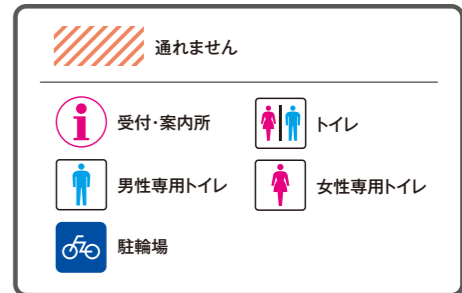 通れません
受付・案内所
トイレ
男性専用トイレ
女性専用トイレ
駐輪場